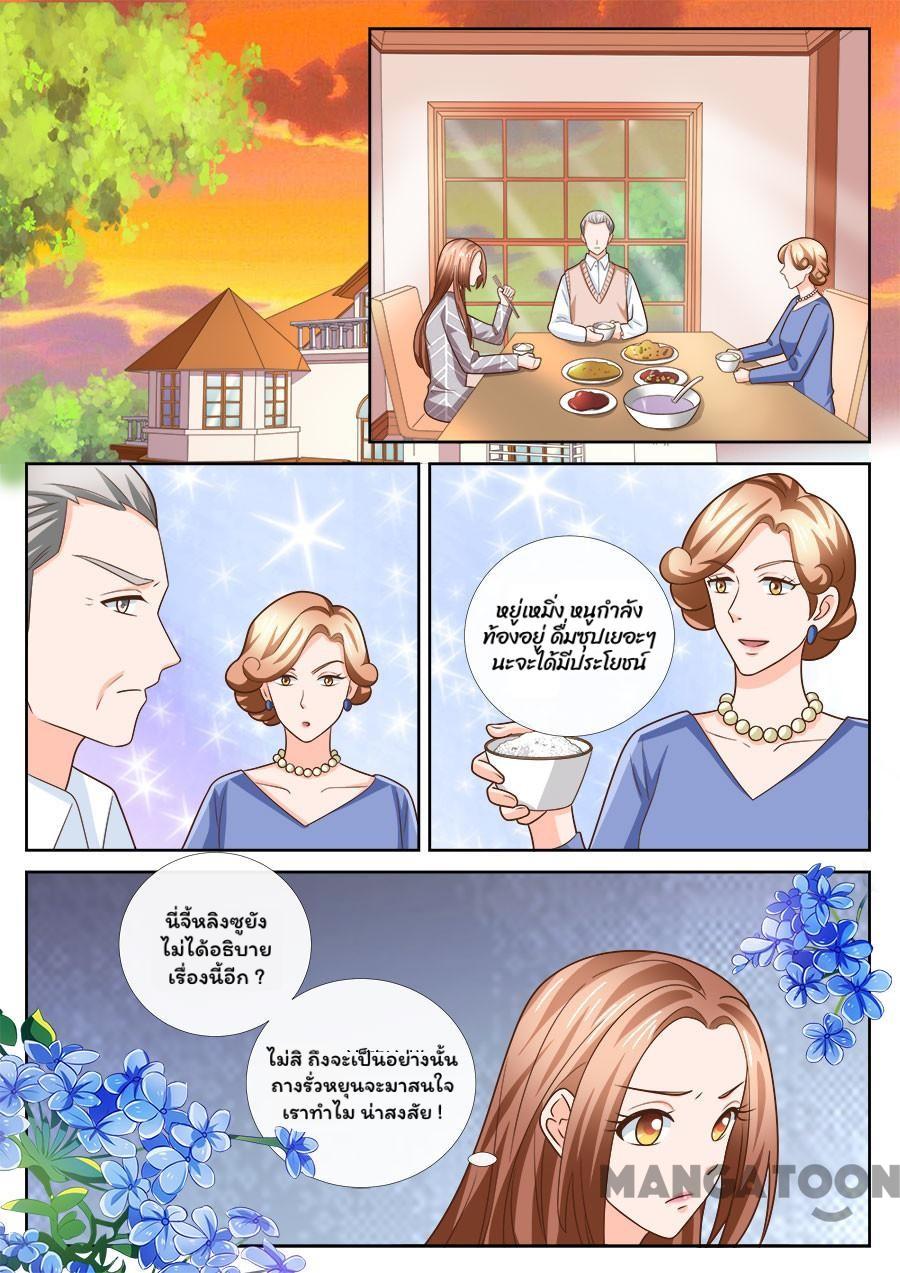 หยู่เหมิ่ง หนูกำลัง
ท้องอยู่ ดื่มซุปเยอะๆ
นะจะได้มีประโยชน์
นี่จี้หลิงซูยัง
ไม่ได้อธิบาย
เรื่องนี้อีก ?
ไม่สิ ถึงจะเป็นอย่างนั้น
ถางรั่วหยุนจะมาสนใจ
เราทำไม น่าสงสัย !
MANGATOON